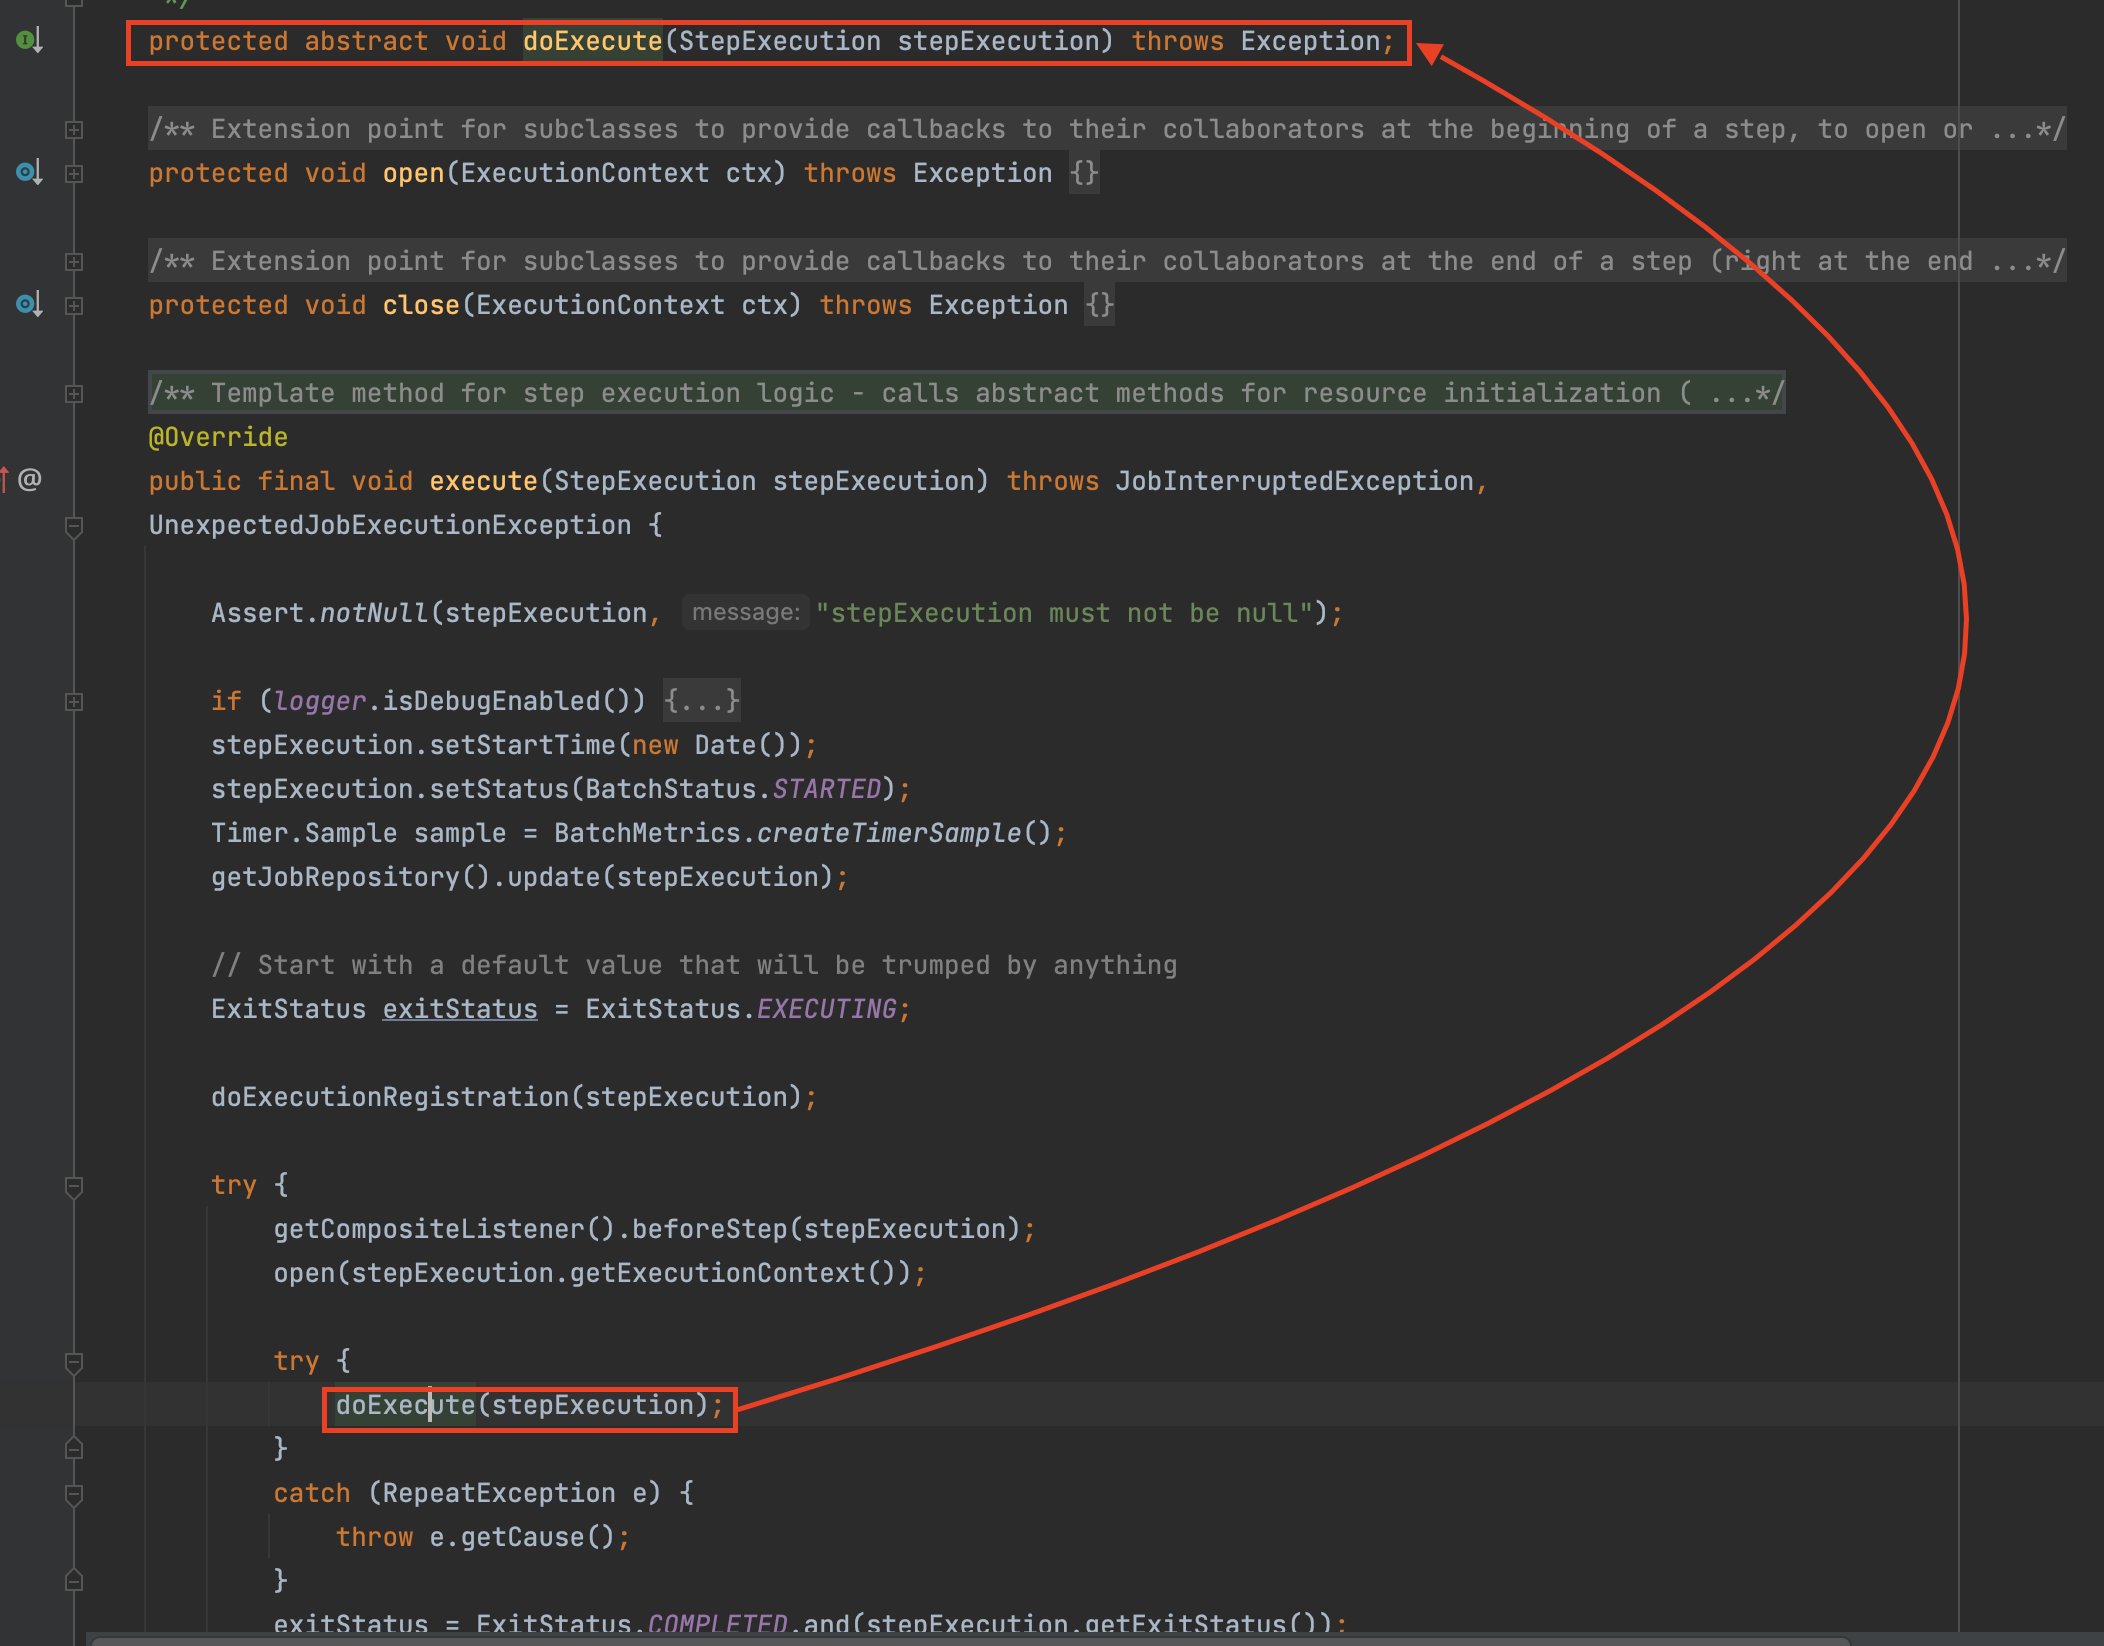 */
protected abstract void doExecute(StepExecution stepExecution) throws Exception;
/** Extension point for subclasses to provide callbacks to their collaborators at the beginning of a step, to open or ...*/
protected void open(ExecutionContext ctx) throws Exception {}
/** Extension point for subclasses to provide callbacks to their collaborators at the end of a step (right at the end ...*/
protected void close(ExecutionContext ctx) throws Exception {}
/** Template method for step execution logic - calls abstract methods for resource initialization ( ...*/
@Override
@ public final void execute(StepExecution stepExecution) throws JobInterruptedException,
UnexpectedJobExecutionException {
Assert.notNull(stepExecution, message: "stepExecution must not be null");
if (logger.isDebugEnabled()) {...}
stepExecution.setStartTime(new Date());
stepExecution.setStatus(BatchStatus.STARTED);
Timer.Sample sample = BatchMetrics.createTimerSample();
getJobRepository().update(stepExecution);
// Start with a default value that will be trumped by anything
ExitStatus exitStatus = ExitStatus.EXECUTING;
doExecutionRegistration(stepExecution);
try {
getCompositeListener().beforeStep(stepExecution);
open(stepExecution.getExecutionContext());
try {
doExecute(stepExecution);
}
catch (RepeatException e) {
throw e.getCause();
}
exitStatus = ExitStatus.COMPLETED.and(stepExecution.getExitStatus());